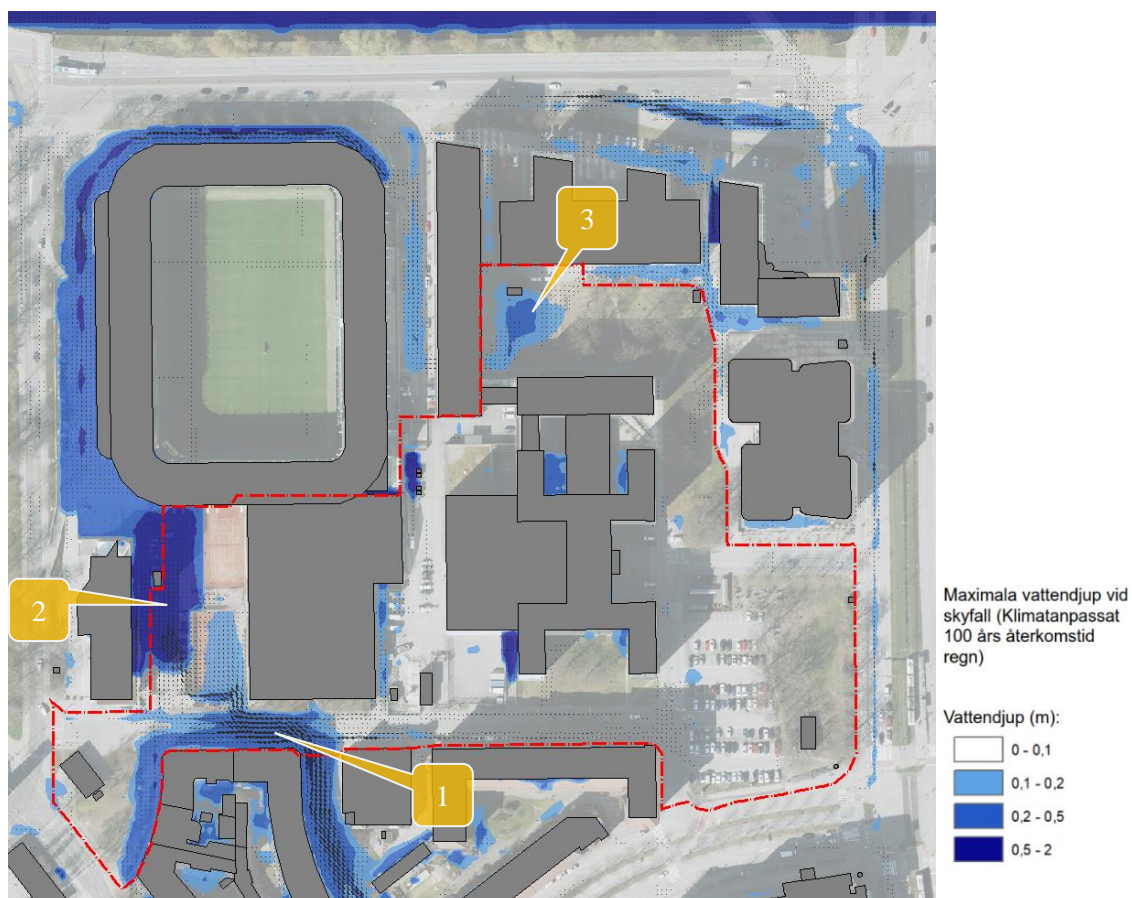 3
2
1
Maximala vattendjup vid
skyfall (Klimatanpassat
100 års återkomstid
regn)
Vattendjup (m):
0 - 0,1
0,1 - 0,2
0,2 - 0,5
0,5 - 2